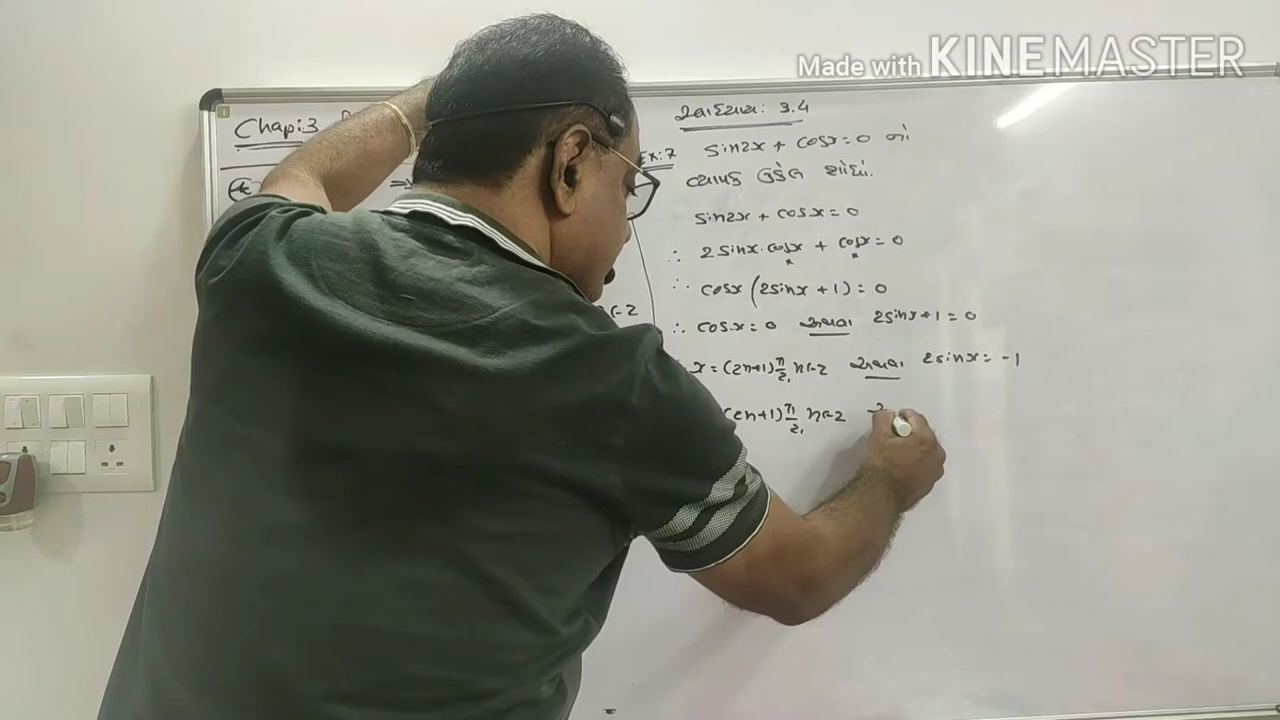 Made with KINEMASTER
Chap:3
સ્વાધ્યાય: 3.4
Ex:7 sin2x + cosx = 0 નો
વ્યાપક ઉકેલ શોધો.
sin2x + cosx = 0
∴ 2sinx·cosx + cosx = 0
∴ cosx (2sinx + 1) = 0
∴ cosx = 0 અથવા 2sinx + 1 = 0
x = (2n+1)π/2, n∈Z અથવા 2sinx = -1
(2n+1)π/2, n∈Z